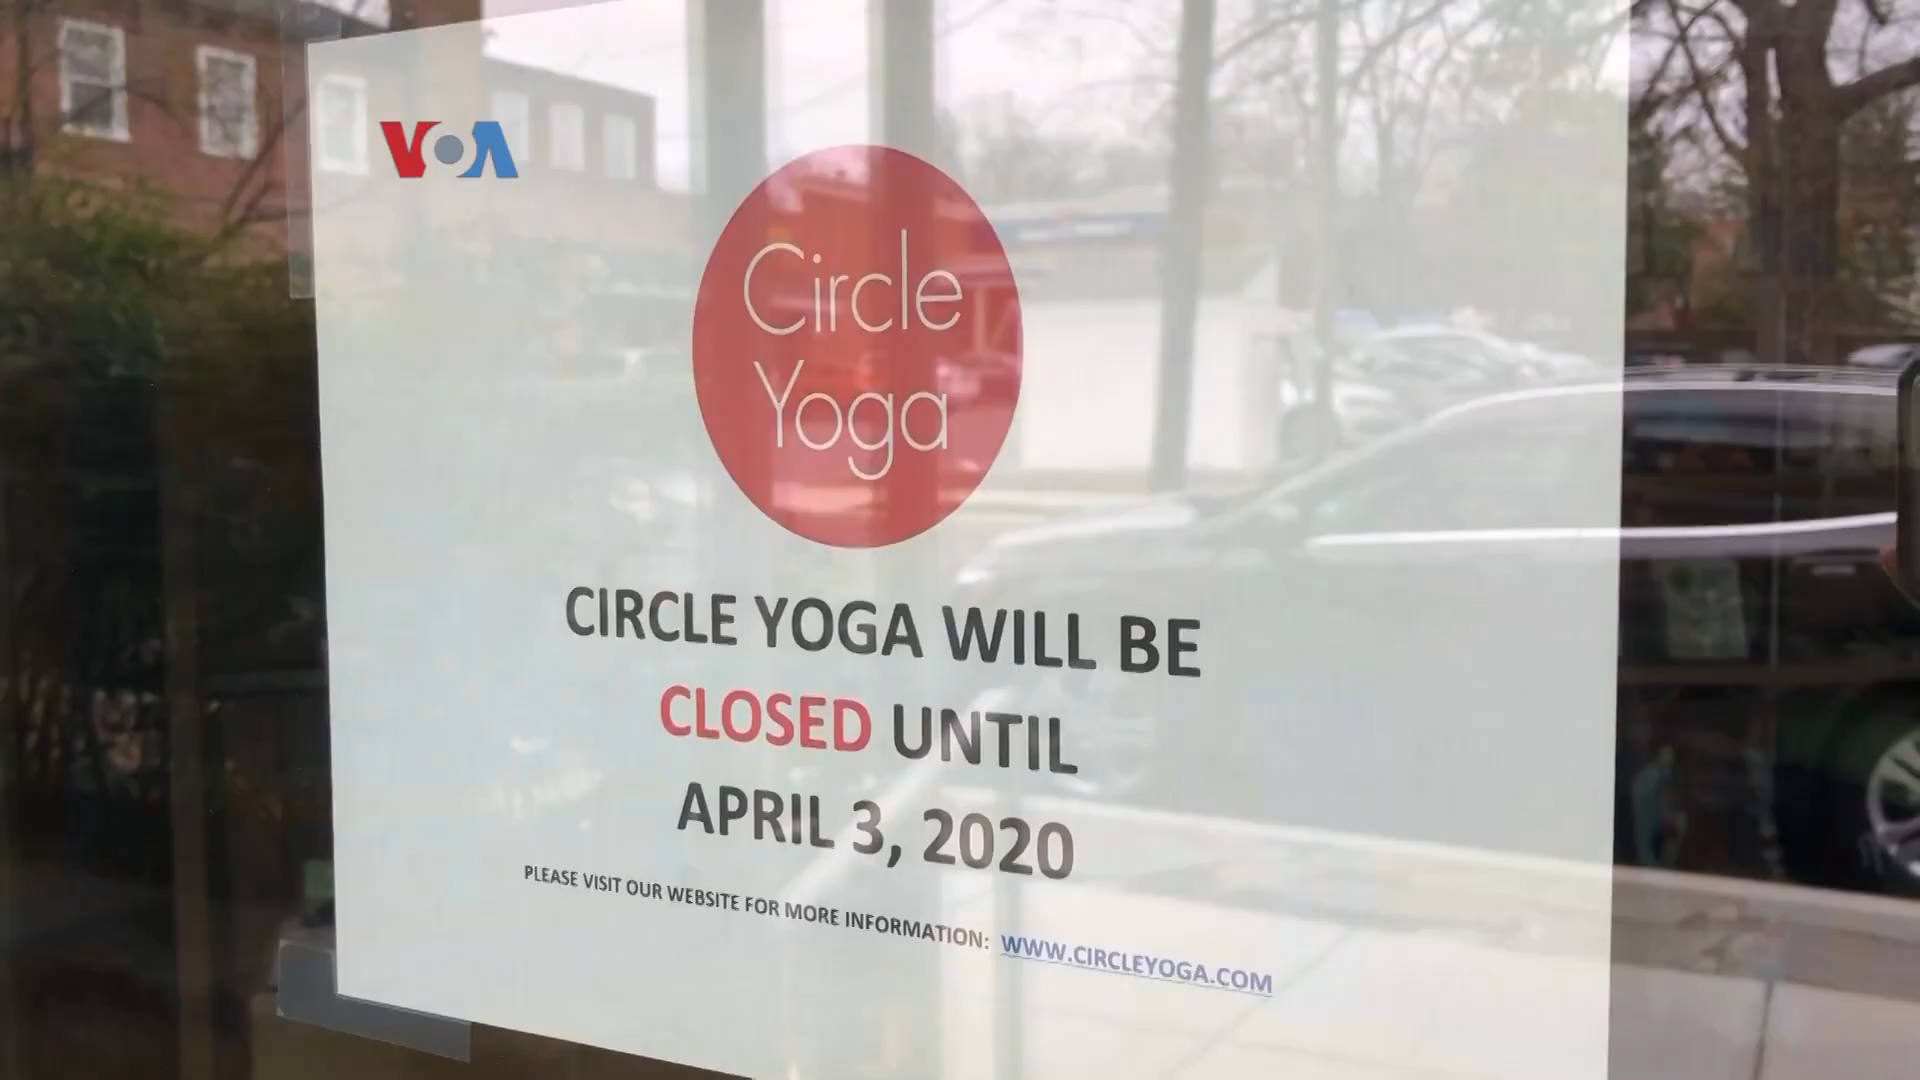 VOA
Circle
Yoga
CIRCLE YOGA WILL BE
CLOSED UNTIL
APRIL 3, 2020
PLEASE VISIT OUR WEBSITE FOR MORE INFORMATION: WWW.CIRCLEYOGA.COM